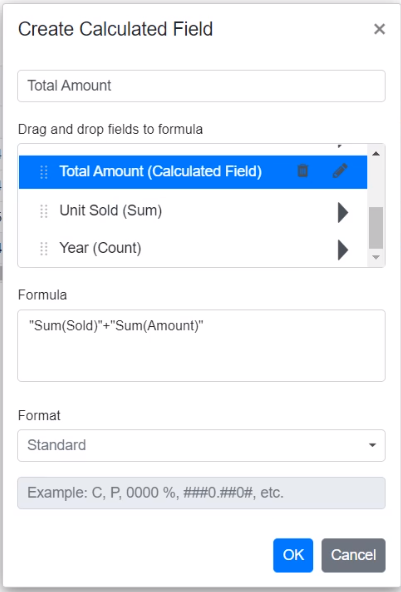 Create Calculated Field
×
Total Amount
Drag and drop fields to formula
Total Amount (Calculated Field)
Unit Sold (Sum)
Year (Count)
Formula
"Sum(Sold)"+"Sum(Amount)"
Format
Standard
Example: C, P, 0000 %, ###0.##0#, etc.
OK Cancel